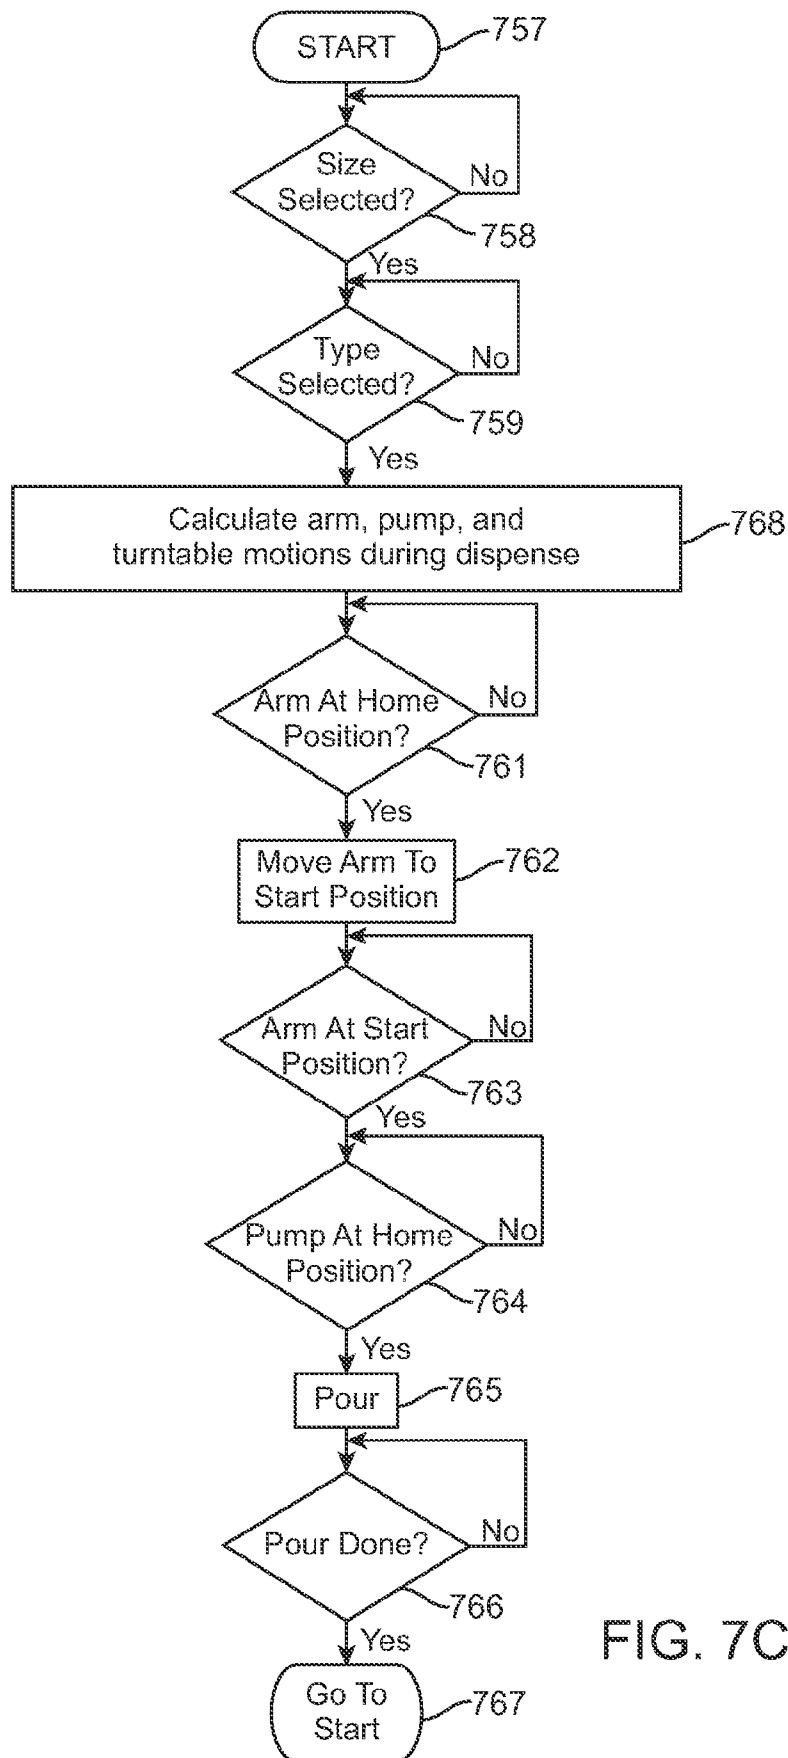 START
757
Size
Selected?
No
758
Yes
Type
Selected?
No
759
Yes
Calculate arm, pump, and
turntable motions during dispense
768
Arm At Home
Position?
No
761
Yes
Move Arm To
Start Position
762
Arm At Start
Position?
No
763
Yes
Pump At Home
Position?
No
764
Yes
Pour
765
Pour Done?
No
766
Yes
Go To
Start
767
FIG. 7C